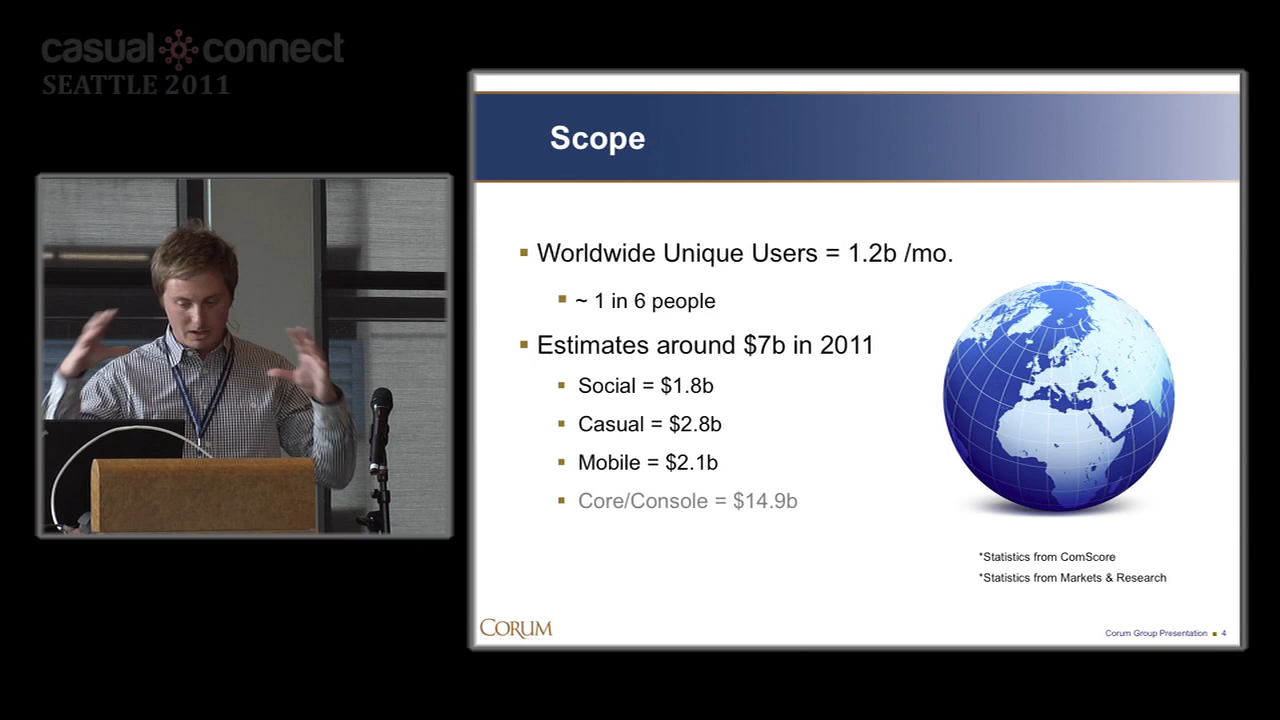 casual connect
SEATTLE 2011
Scope
Worldwide Unique Users = 1.2b /mo.
~ 1 in 6 people
Estimates around $7b in 2011
Social = $1.8b
Casual = $2.8b
Mobile = $2.1b
Core/Console = $14.9b
*Statistics from ComScore
*Statistics from Markets & Research
CORUM
Corum Group Presentation 4